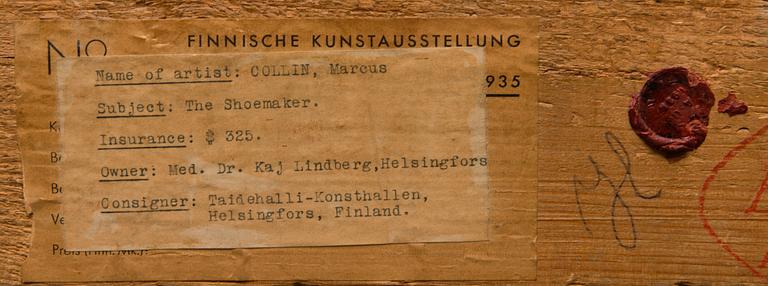 No
FINNISCHE KUNSTAUSSTELLUNG
935
Name of artist: COLLIN, Marcus
Subject: The Shoemaker.
Insurance: $ 325.
Owner: Med. Dr. Kaj Lindberg,Helsingfors
Consigner: Taidehalli-Konsthallen,
Helsingfors, Finland.